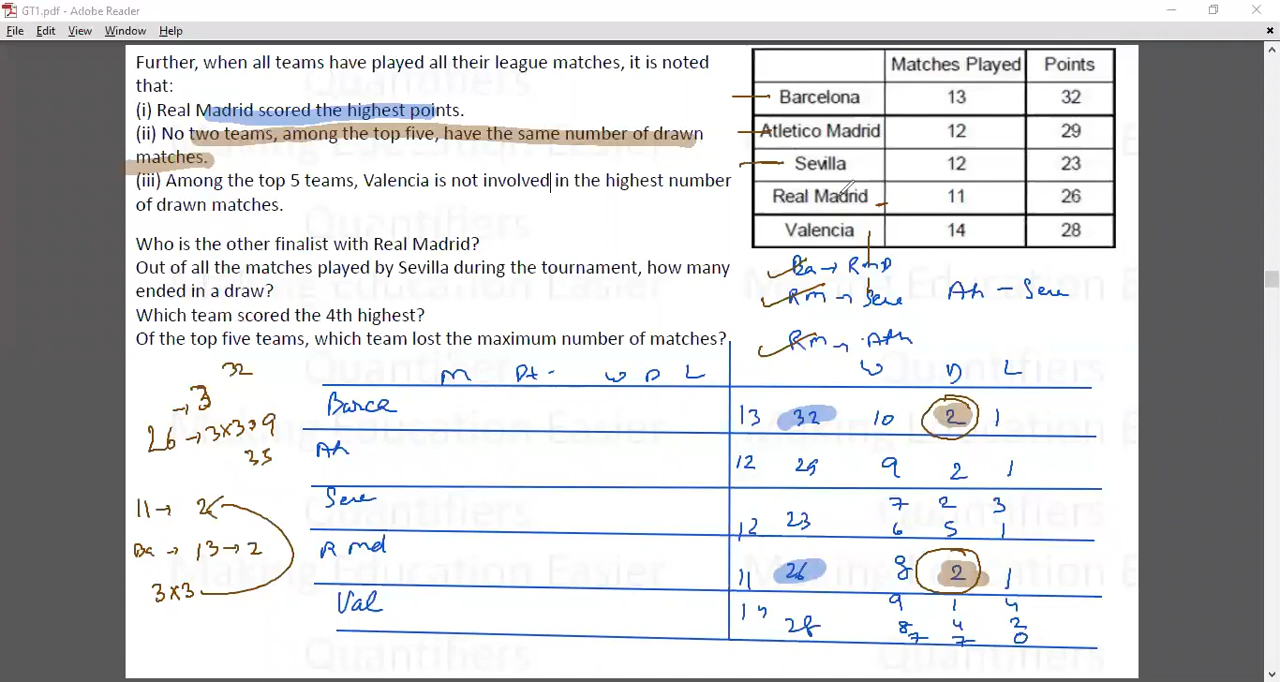 GT1.pdf - Adobe Reader
File Edit View Window Help
Further, when all teams have played all their league matches, it is noted
that:
(i) Real Madrid scored the highest points.
(ii) No two teams, among the top five, have the same number of drawn
matches.
(iii) Among the top 5 teams, Valencia is not involved in the highest number
of drawn matches.
Who is the other finalist with Real Madrid?
Out of all the matches played by Sevilla during the tournament, how many
ended in a draw?
Which team scored the 4th highest?
Of the top five teams, which team lost the maximum number of matches?
Matches Played Points
Barcelona 13 32
Atletico Madrid 12 29
Sevilla 12 23
Real Madrid 11 26
Valencia 14 28
Ba → RmD
Rm → Seve Ath - Seve
Rm → Ath
32
→ 3
26 → 3x3=9
35
11 → 26
Ba → 13 → 2
3x3
M Pt - W D L W D L
Barce 13 32 10 2 1
Ath 12 29 9 2 1
Seve 7 2 3
12 23 6 5 1
R md 11 26 8 2 1
Val 14 28 9 1 4
8 4 2
7 7 0
Making Education Easier
Quantifiers